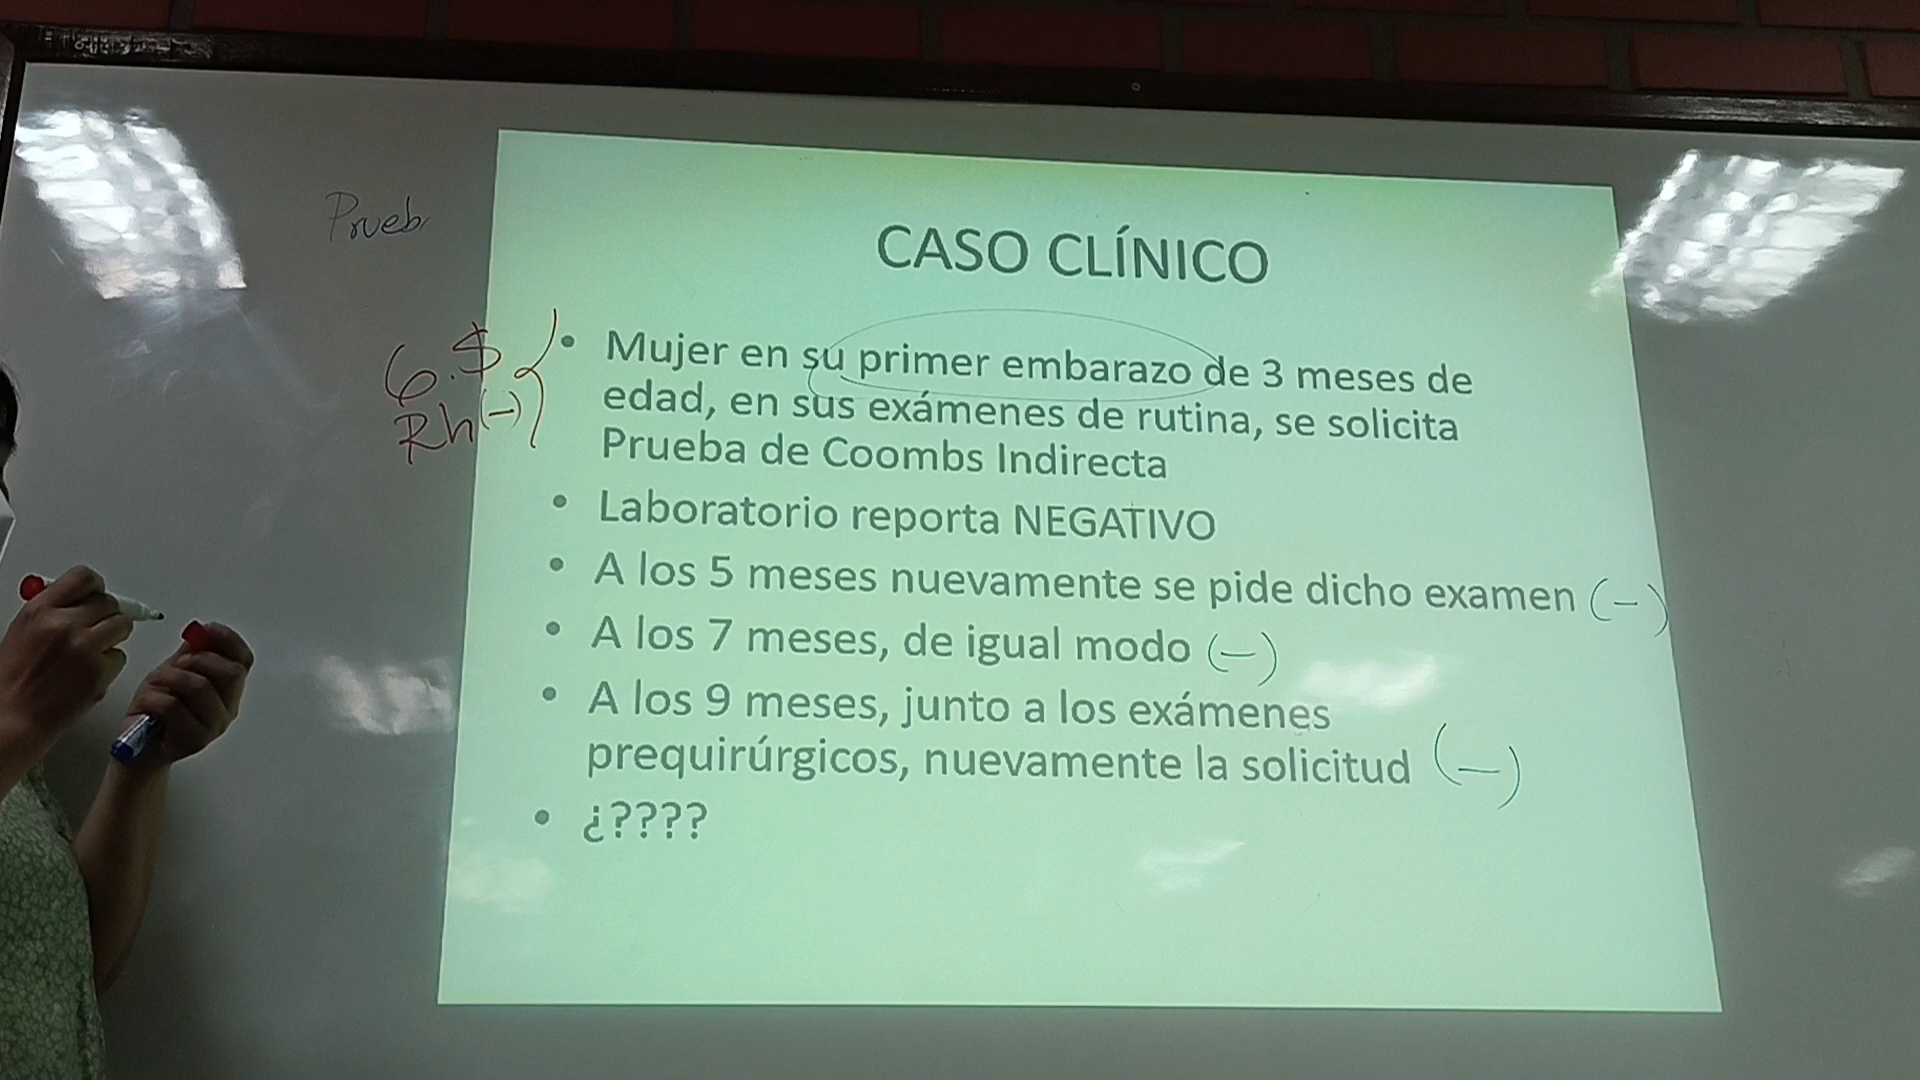 Prueb
CASO CLÍNICO
G.S
Rh(-)
• Mujer en su primer embarazo de 3 meses de
edad, en sus exámenes de rutina, se solicita
Prueba de Coombs Indirecta
• Laboratorio reporta NEGATIVO
• A los 5 meses nuevamente se pide dicho examen (-)
• A los 7 meses, de igual modo (-)
• A los 9 meses, junto a los exámenes
prequirúrgicos, nuevamente la solicitud (-)
• ¿????